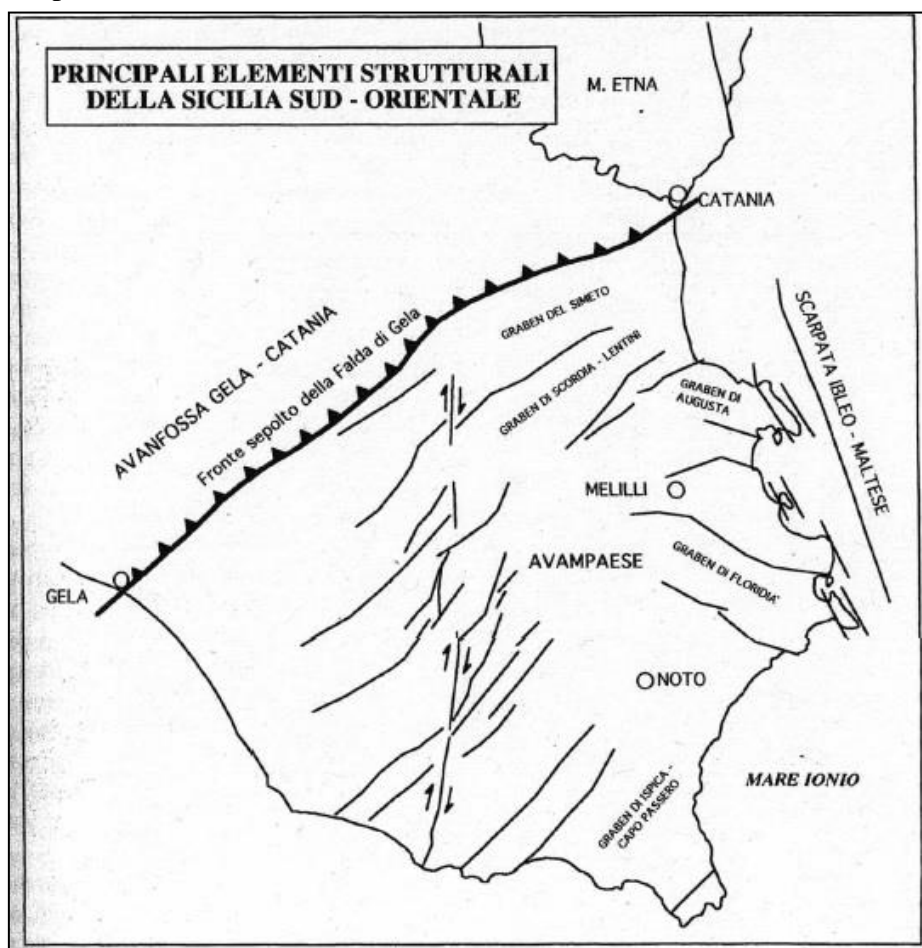 PRINCIPALI ELEMENTI STRUTTURALI
DELLA SICILIA SUD - ORIENTALE
M. ETNA
CATANIA
GRABEN DEL SIMETO
SCARPATA IBLEO - MALTESE
AVANFOSSA GELA - CATANIA
Fronte sepolto della Falda di Gela
GRABEN DI SCORDIA - LENTINI
GRABEN DI
AUGUSTA
MELILLI
AVAMPAESE
GRABEN DI FLORIDIA'
GELA
NOTO
MARE IONIO
GRABEN DI ISPICA -
CAPO PASSERO